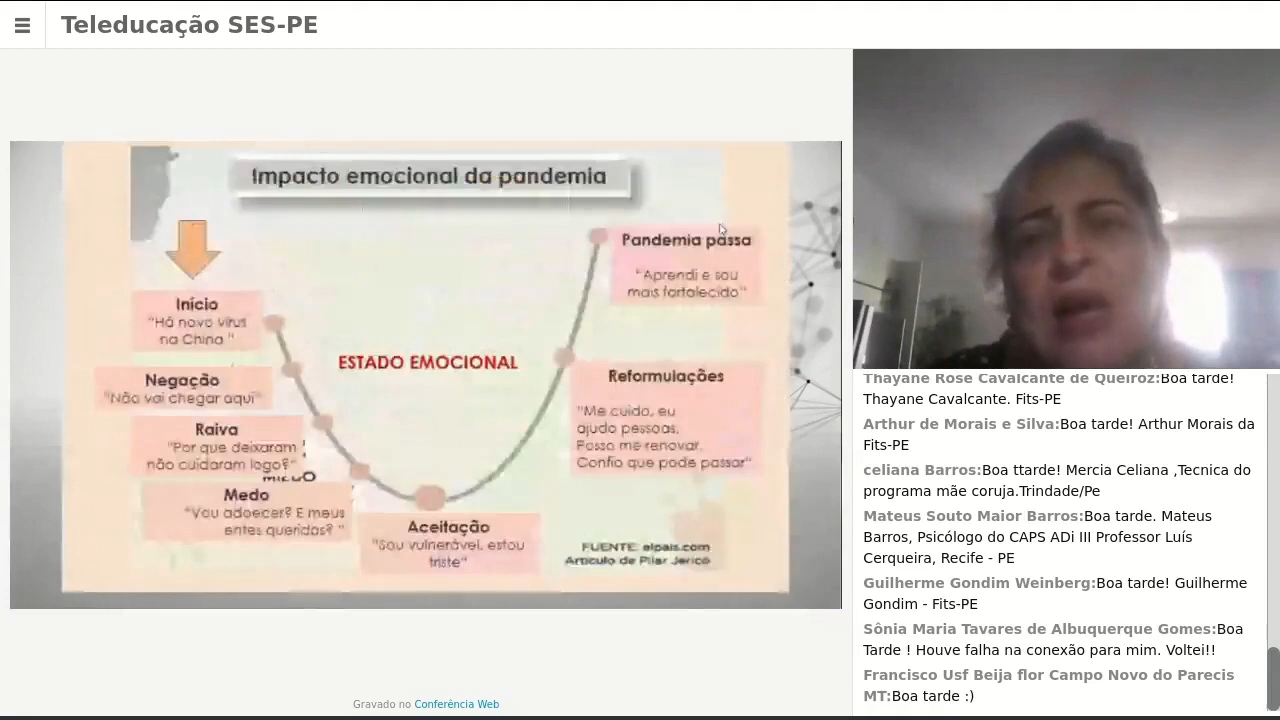 Teleducação SES-PE
Impacto emocional da pandemia
Início
"Há novo vírus
na China "
Negação
"Não vai chegar aqui"
Raiva
"Por que deixaram
não cuidaram logo?"
Medo
"Vou adoecer? E meus
entes queridos? "
Aceitação
"Sou vulnerável, estou
triste"
ESTADO EMOCIONAL
Pandemia passa
"Aprendi e sou
mais fortalecido"
Reformulações
"Me cuido, eu
ajudo pessoas.
Posso me renovar.
Confio que pode passar"
FUENTE: elpais.com
Artículo de Pilar Jericó
Gravado no Conferência Web
Thayane Rose Cavalcante de Queiroz:Boa tarde!
Thayane Cavalcante. Fits-PE
Arthur de Morais e Silva:Boa tarde! Arthur Morais da
Fits-PE
celiana Barros:Boa ttarde! Mercia Celiana ,Tecnica do
programa mãe coruja.Trindade/Pe
Mateus Souto Maior Barros:Boa tarde. Mateus
Barros, Psicólogo do CAPS ADi III Professor Luís
Cerqueira, Recife - PE
Guilherme Gondim Weinberg:Boa tarde! Guilherme
Gondim - Fits-PE
Sônia Maria Tavares de Albuquerque Gomes:Boa
Tarde ! Houve falha na conexão para mim. Voltei!!
Francisco Usf Beija flor Campo Novo do Parecis
MT:Boa tarde :)